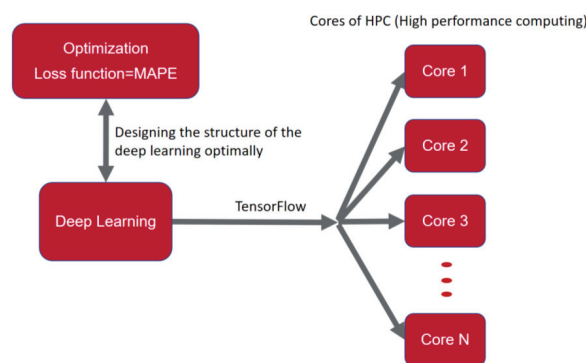 Cores of HPC (High performance computing)
Optimization
Loss function=MAPE
Designing the structure of the
deep learning optimally
Deep Learning
TensorFlow
Core 1
Core 2
Core 3
Core N